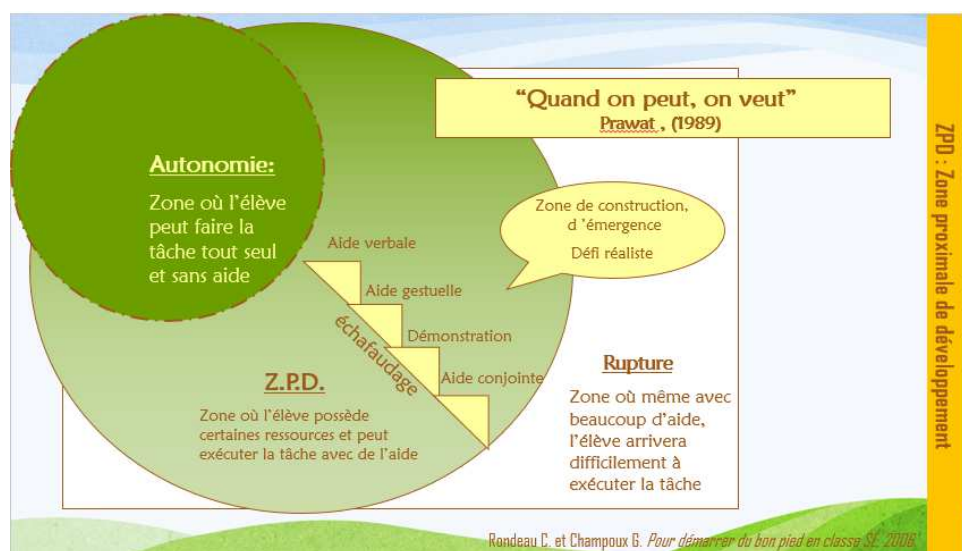 “Quand on peut, on veut”
Prawat , (1989)
Autonomie:
Zone où l’élève
peut faire la
tâche tout seul
et sans aide
Zone de construction,
d ’émergence
Défi réaliste
Aide verbale
Aide gestuelle
Démonstration
Aide conjointe
échafaudage
Z.P.D.
Zone où l’élève possède
certaines ressources et peut
exécuter la tâche avec de l’aide
Rupture
Zone où même avec
beaucoup d’aide,
l’élève arrivera
difficilement à
exécuter la tâche
ZPD : Zone proximale de développement
Rondeau C. et Champoux G. Pour démarrer du bon pied en classe SÉ, 2006.